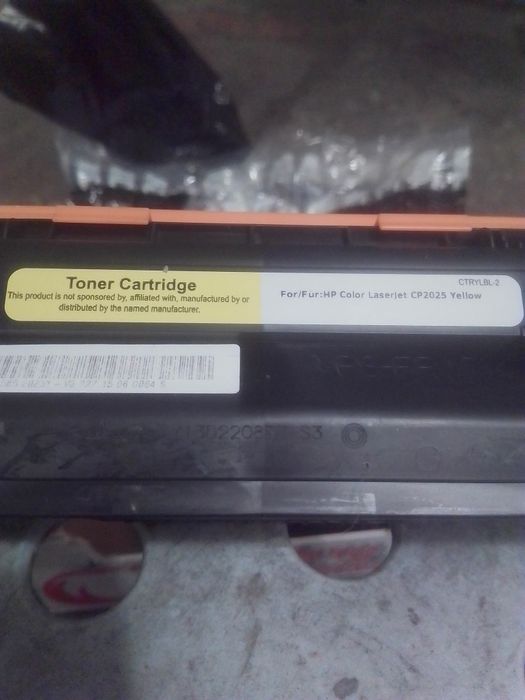 Toner Cartridge
This product is not sponsored by, affiliated with, manufactured by or
distributed by the named manufacturer.
CTRYLBL-2
For/Fur:HP Color LaserJet CP2025 Yellow
S3